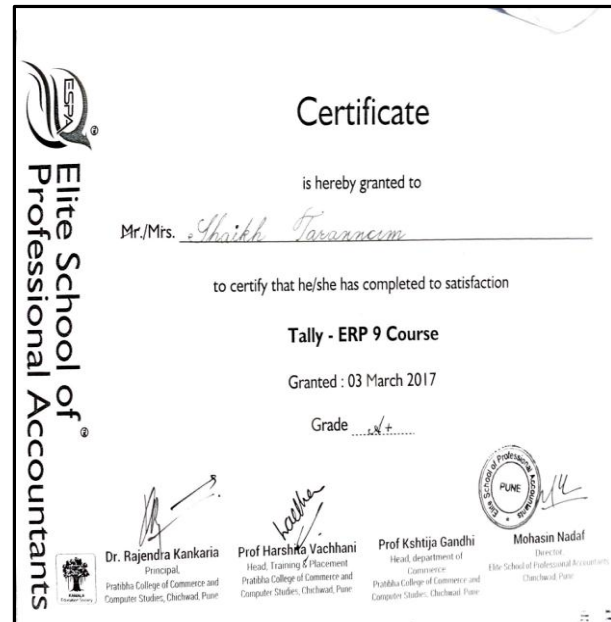 ESPA
Elite School of
Professional Accountants
Certificate
is hereby granted to
Mr./Mrs. Shaikh Tarannum
to certify that he/she has completed to satisfaction
Tally - ERP 9 Course
Granted : 03 March 2017
Grade A+
Dr. Rajendra Kankaria
Principal,
Pratibha College of Commerce and
Computer Studies, Chichwad, Pune
Prof Harshita Vachhani
Head, Training & Placement
Pratibha College of Commerce and
Computer Studies, Chichwad, Pune
Prof Kshtija Gandhi
Head, department of
Commerce
Pratibha College of Commerce and
Computer Studies, Chichwad, Pune
Elite School of Professional Accountants
PUNE
Mohasin Nadaf
Director
Elite School of Professional Accountants
Chinchwad, Pune